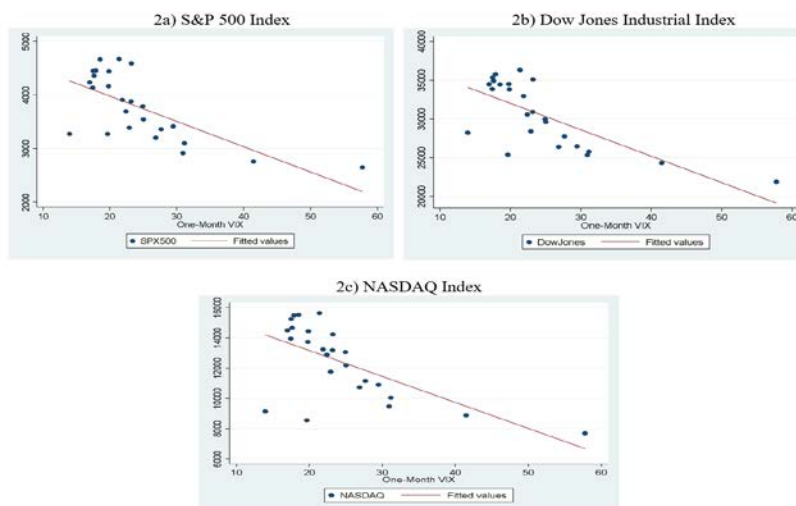 2a) S&P 500 Index
5000
4000
3000
2000
10 20 30 40 50 60
One-Month VIX
SPX500 Fitted values
2b) Dow Jones Industrial Index
40000
35000
30000
25000
20000
10 20 30 40 50 60
One-Month VIX
DowJones Fitted values
2c) NASDAQ Index
16000
14000
12000
10000
8000
6000
10 20 30 40 50 60
One-Month VIX
NASDAQ Fitted values